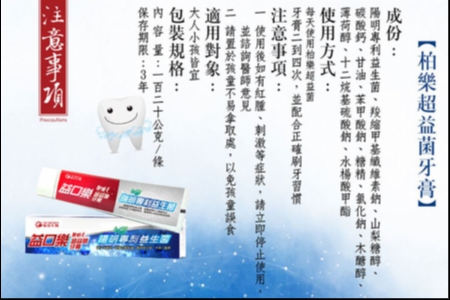 【柏樂超益菌牙膏】
成份：
陽明專利益生菌、羧縮甲基纖維素鈉、山梨糖醇、
碳酸鈣、甘油、苯甲酸鈉、糖精、氯化鈉、木醣醇、
薄荷醇、十二烷基硫酸鈉、水楊酸甲酯
使用方式：
每天使用柏樂超益菌
牙膏二到四次，並配合正確刷牙習慣
注意事項：
一 使用後如有紅腫、刺激等症狀，請立即停止使用，
並諮詢醫師意見
二 請置於孩童不易拿取處，以免孩童誤食
適用對象：
大人小孩皆宜
包裝規格：
內 容 量：一百二十公克/條
保存期限：3年
注意事項
Precautions
益口樂
陽明專利益生菌
益口樂
陽明專利益生菌